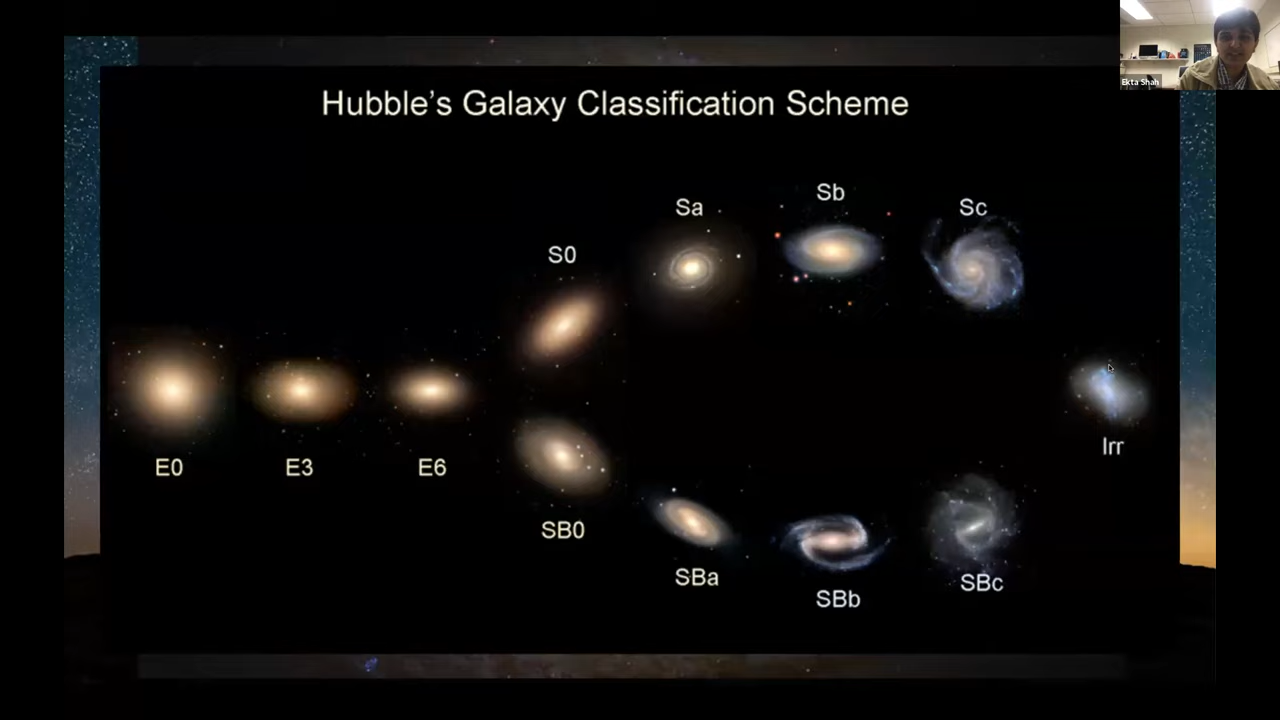 Ekta Shah
Hubble's Galaxy Classification Scheme
Sa
Sb
Sc
S0
E0
E3
E6
Irr
SB0
SBa
SBb
SBc